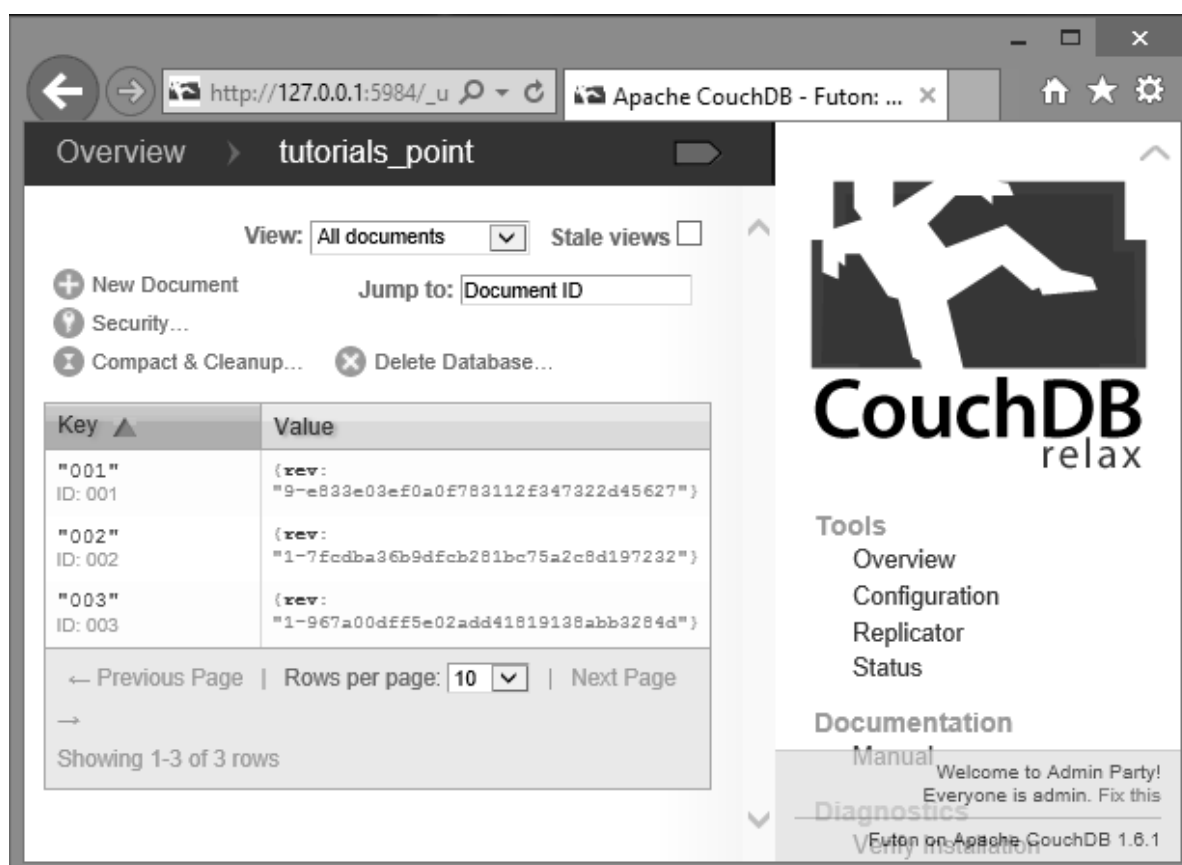 http://127.0.0.1:5984/_u
Apache CouchDB - Futon: ...
Overview
tutorials_point
View: All documents Stale views
New Document Jump to: Document ID
Security...
Compact & Cleanup... Delete Database...
Key Value
"001" {rev:
ID: 001 "9-e833e03ef0a0f783112f347322d45627"}
"002" {rev:
ID: 002 "1-7fcdba36b9dfcb281bc75a2c8d197232"}
"003" {rev:
ID: 003 "1-967a00dff5e02add41819138abb3284d"}
← Previous Page | Rows per page: 10 | Next Page
→
Showing 1-3 of 3 rows
CouchDB
relax
Tools
Overview
Configuration
Replicator
Status
Documentation
Manual
Welcome to Admin Party!
Everyone is admin. Fix this
Diagnostics
Verify Installation
Futon on Apache CouchDB 1.6.1